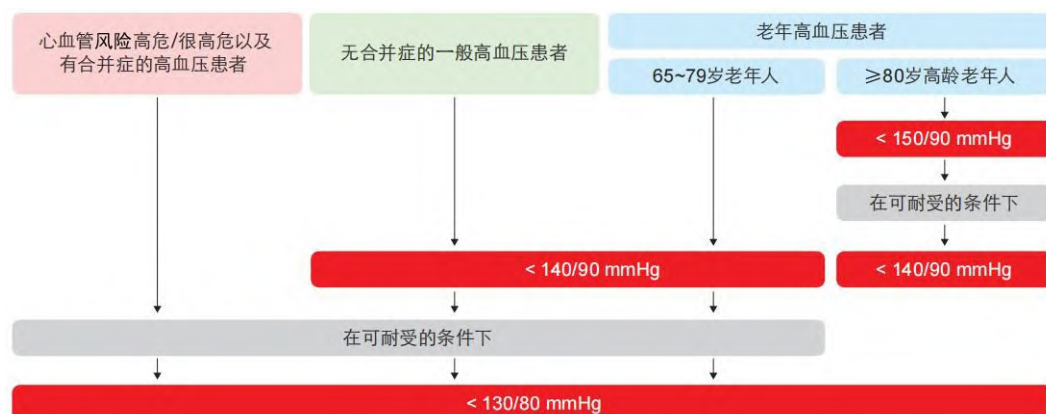 心血管风险高危/很高危以及
有合并症的高血压患者
无合并症的一般高血压患者
老年高血压患者
65~79岁老年人
≥80岁高龄老年人
< 150/90 mmHg
在可耐受的条件下
< 140/90 mmHg
< 140/90 mmHg
在可耐受的条件下
< 130/80 mmHg